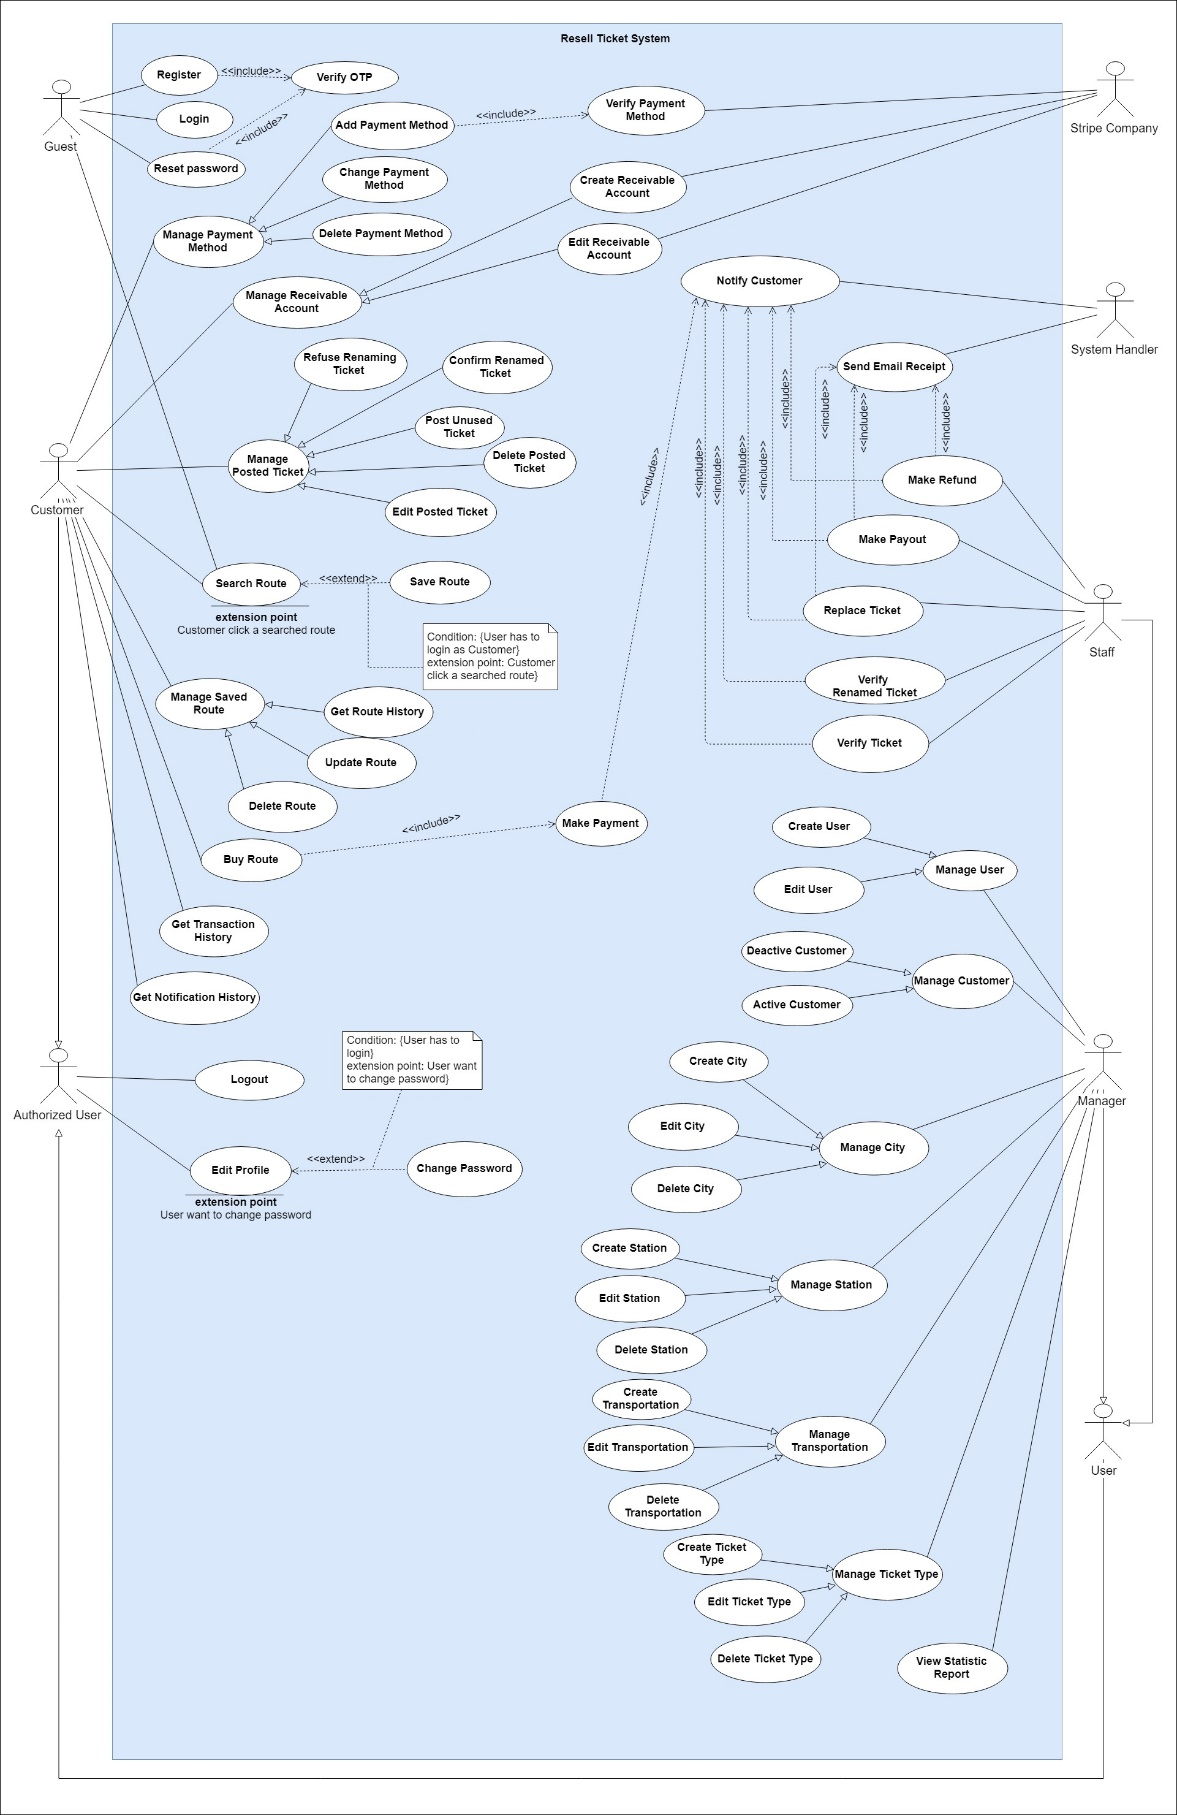 Resell Ticket System
Register
<<include>>
Verify OTP
Login
<<include>>
Reset password
Guest
Add Payment Method
<<include>>
Verify Payment
Method
Stripe Company
Change Payment
Method
Create Receivable
Account
Manage Payment
Method
Delete Payment Method
Edit Receivable
Account
Manage Receivable
Account
Notify Customer
System Handler
Refuse Renaming
Ticket
Confirm Renamed
Ticket
Send Email Receipt
Post Unused
Ticket
Manage
Posted Ticket
Delete Posted
Ticket
Edit Posted Ticket
Customer
<<include>>
<<include>>
<<include>>
<<include>>
<<include>>
<<include>>
<<include>>
<<include>>
<<include>>
Make Refund
Make Payout
Search Route
<<extend>>
Save Route
extension point
Customer click a searched route
Replace Ticket
Staff
Condition: {User has to
login as Customer}
extension point: Customer
click a searched route}
Verify
Renamed Ticket
Manage Saved
Route
Get Route History
Verify Ticket
Update Route
Delete Route
<<include>>
Make Payment
Buy Route
Create User
Manage User
Edit User
Get Transaction
History
Deactive Customer
Manage Customer
Active Customer
Get Notification History
Condition: {User has to
login}
extension point: User want
to change password}
Create City
Logout
Authorized User
Manager
Edit City
Manage City
<<extend>>
Edit Profile
Change Password
extension point
User want to change password
Delete City
Create Station
Manage Station
Edit Station
Delete Station
Create
Transportation
Manage
Transportation
Edit Transportation
User
Delete
Transportation
Create Ticket
Type
Manage Ticket Type
Edit Ticket Type
Delete Ticket Type
View Statistic
Report